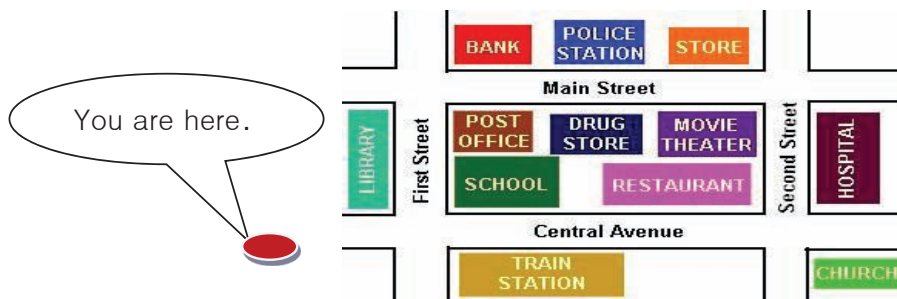 You are here.
BANK
POLICE
STATION
STORE
Main Street
LIBRARY
First Street
POST
OFFICE
DRUG
STORE
MOVIE
THEATER
Second Street
HOSPITAL
SCHOOL
RESTAURANT
Central Avenue
TRAIN
STATION
CHURCH